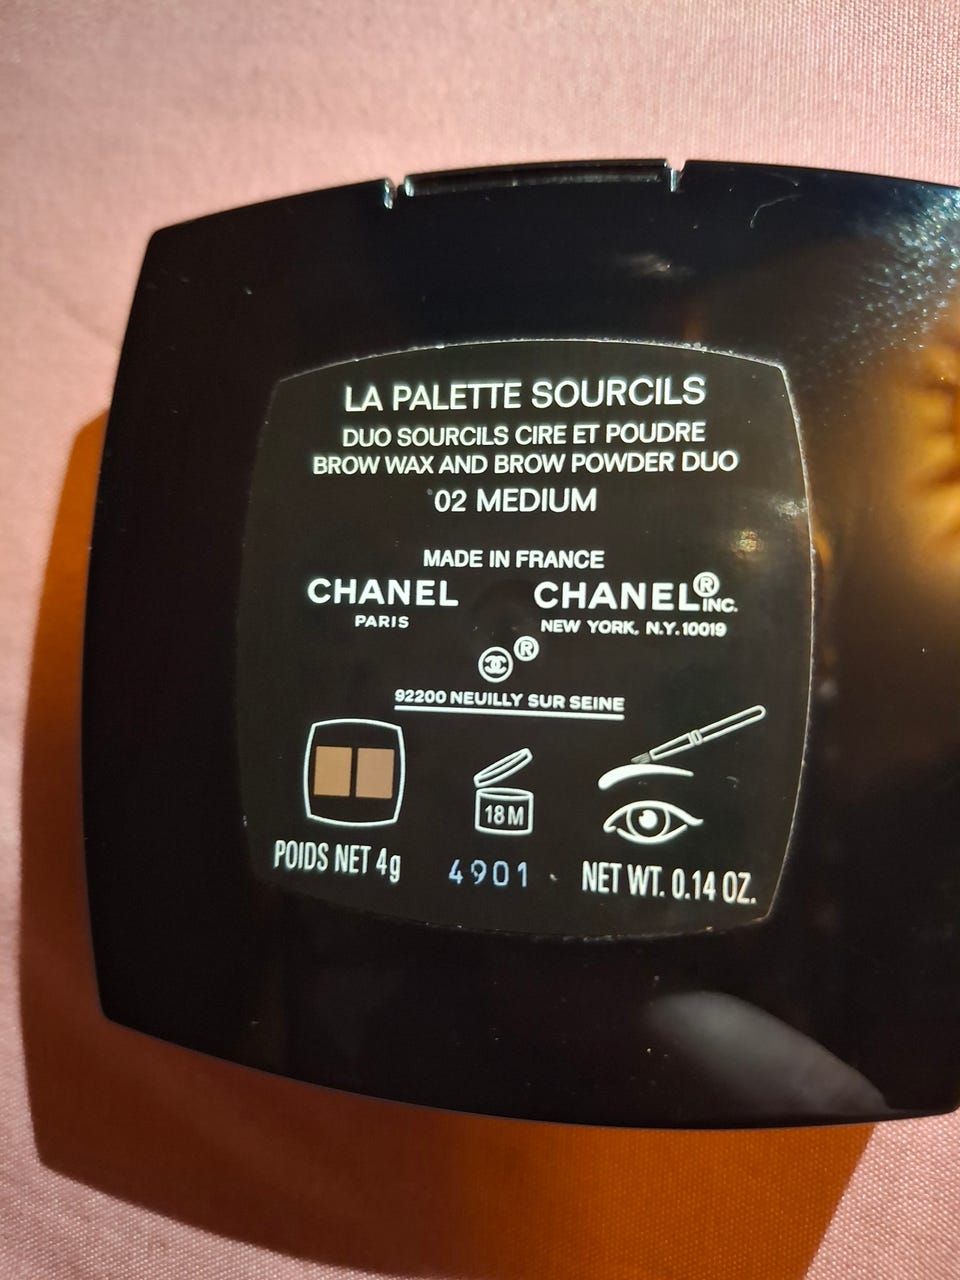 LA PALETTE SOURCILS
DUO SOURCILS CIRE ET POUDRE
BROW WAX AND BROW POWDER DUO
02 MEDIUM
MADE IN FRANCE
CHANEL
PARIS
CHANEL® INC.
NEW YORK, N.Y. 10019
®
92200 NEUILLY SUR SEINE
18M
POIDS NET 4g
4901
NET WT. 0.14 OZ.